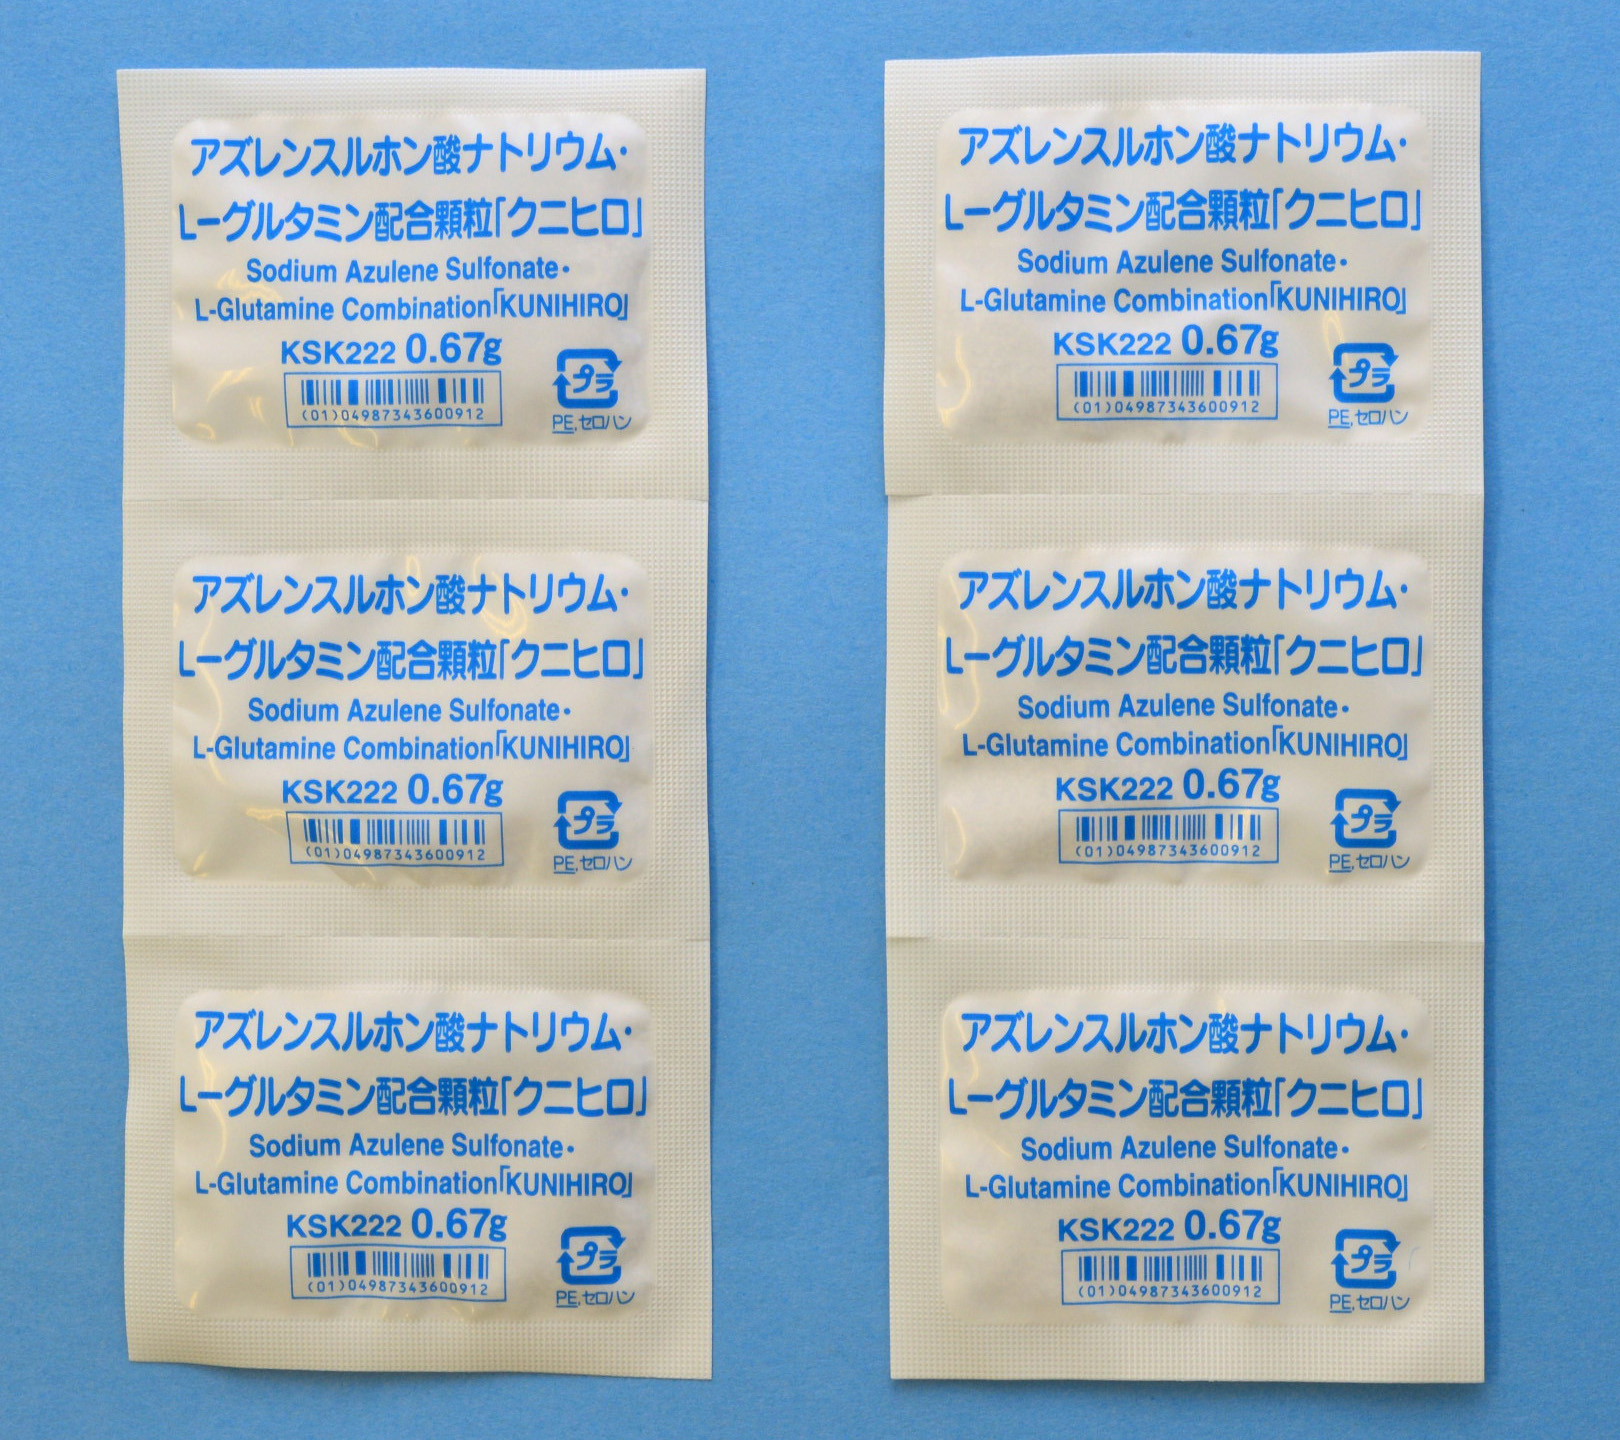 アズレンスルホン酸ナトリウム・
L-グルタミン配合顆粒「クニヒロ」
Sodium Azulene Sulfonate・
L-Glutamine Combination「KUNIHIRO」
KSK222 0.67g
(01)04987343600912
プラ
PE,セロハン
アズレンスルホン酸ナトリウム・
L-グルタミン配合顆粒「クニヒロ」
Sodium Azulene Sulfonate・
L-Glutamine Combination「KUNIHIRO」
KSK222 0.67g
(01)04987343600912
プラ
PE,セロハン
アズレンスルホン酸ナトリウム・
L-グルタミン配合顆粒「クニヒロ」
Sodium Azulene Sulfonate・
L-Glutamine Combination「KUNIHIRO」
KSK222 0.67g
(01)04987343600912
プラ
PE,セロハン
アズレンスルホン酸ナトリウム・
L-グルタミン配合顆粒「クニヒロ」
Sodium Azulene Sulfonate・
L-Glutamine Combination「KUNIHIRO」
KSK222 0.67g
(01)04987343600912
プラ
PE,セロハン
アズレンスルホン酸ナトリウム・
L-グルタミン配合顆粒「クニヒロ」
Sodium Azulene Sulfonate・
L-Glutamine Combination「KUNIHIRO」
KSK222 0.67g
(01)04987343600912
プラ
PE,セロハン
アズレンスルホン酸ナトリウム・
L-グルタミン配合顆粒「クニヒロ」
Sodium Azulene Sulfonate・
L-Glutamine Combination「KUNIHIRO」
KSK222 0.67g
(01)04987343600912
プラ
PE,セロハン